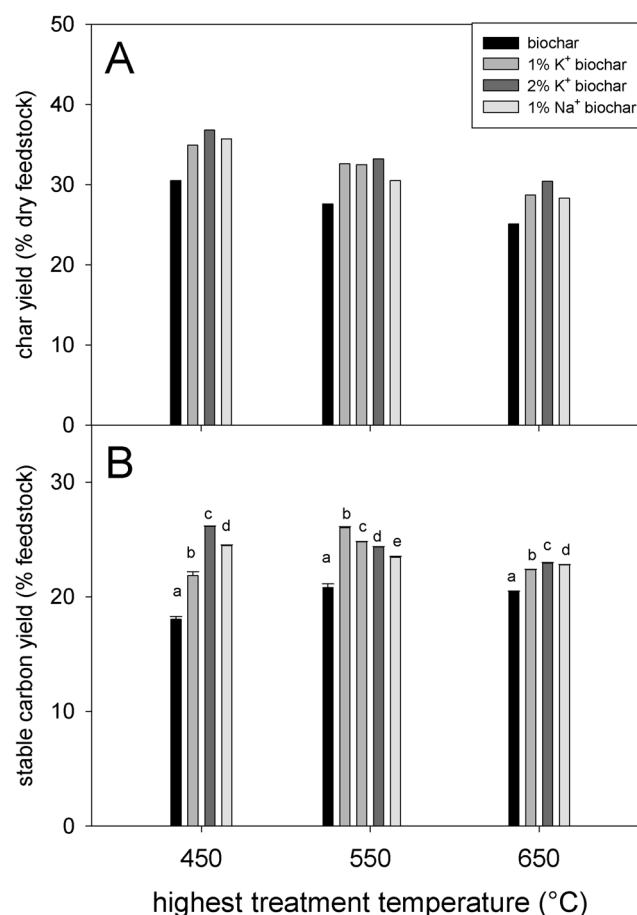 50
40
30
20
10
0
char yield (% dry feedstock)
A
biochar
1% K⁺ biochar
2% K⁺ biochar
1% Na⁺ biochar
30
20
10
0
stable carbon yield (% feedstock)
B
a
b
c
d
a
b
c
d
e
a
b
c
d
450
550
650
highest treatment temperature (°C)